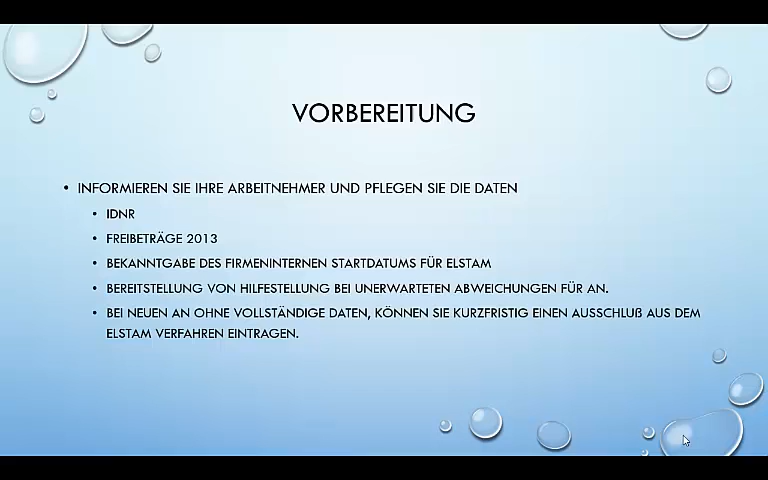 VORBEREITUNG
• INFORMIEREN SIE IHRE ARBEITNEHMER UND PFLEGEN SIE DIE DATEN
• IDNR
• FREIBETRÄGE 2013
• BEKANNTGABE DES FIRMENINTERNEN STARTDATUMS FÜR ELSTAM
• BEREITSTELLUNG VON HILFESTELLUNG BEI UNERWARTETEN ABWEICHUNGEN FÜR AN.
• BEI NEUEN AN OHNE VOLLSTÄNDIGE DATEN, KÖNNEN SIE KURZFRISTIG EINEN AUSSCHLUß AUS DEM
ELSTAM VERFAHREN EINTRAGEN.